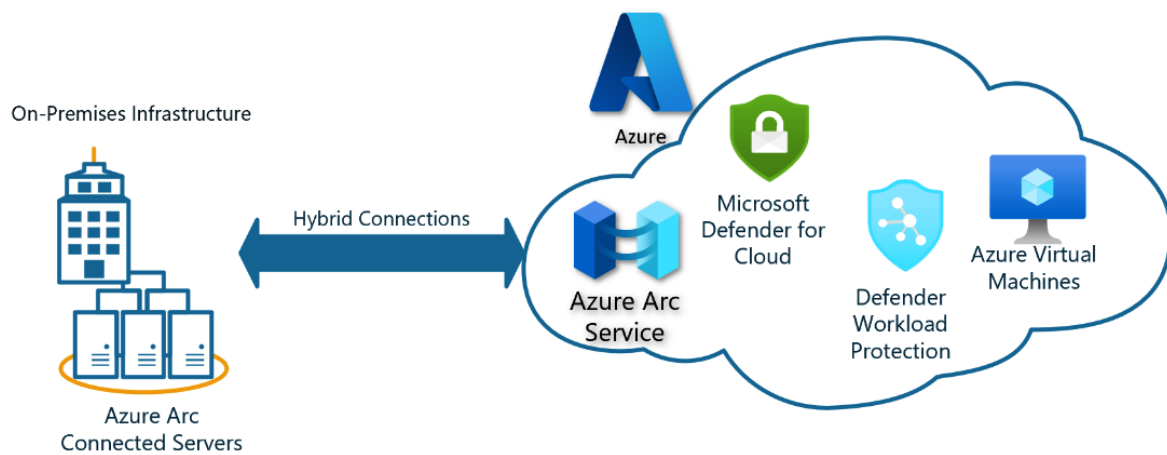 On-Premises Infrastructure
Azure Arc
Connected Servers
Hybrid Connections
Azure
Azure Arc
Service
Microsoft
Defender for
Cloud
Defender
Workload
Protection
Azure Virtual
Machines